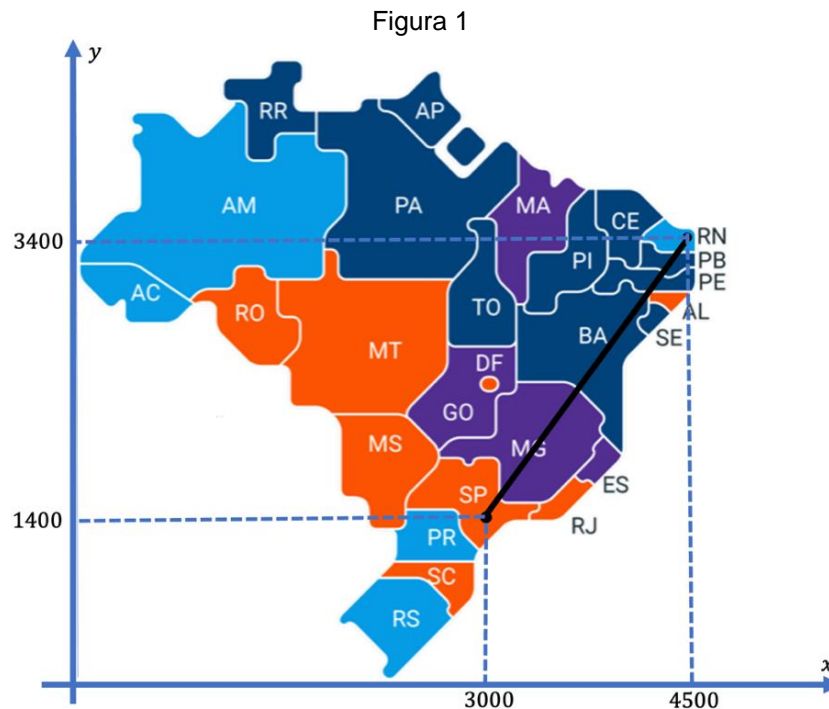 Figura 1
y
RR
AP
AM
PA
MA
CE
3400
RN
PI
PB
PE
AC
TO
RO
AL
BA
SE
MT
DF
GO
MS
MG
SP
ES
1400
RJ
PR
SC
RS
x
3000
4500